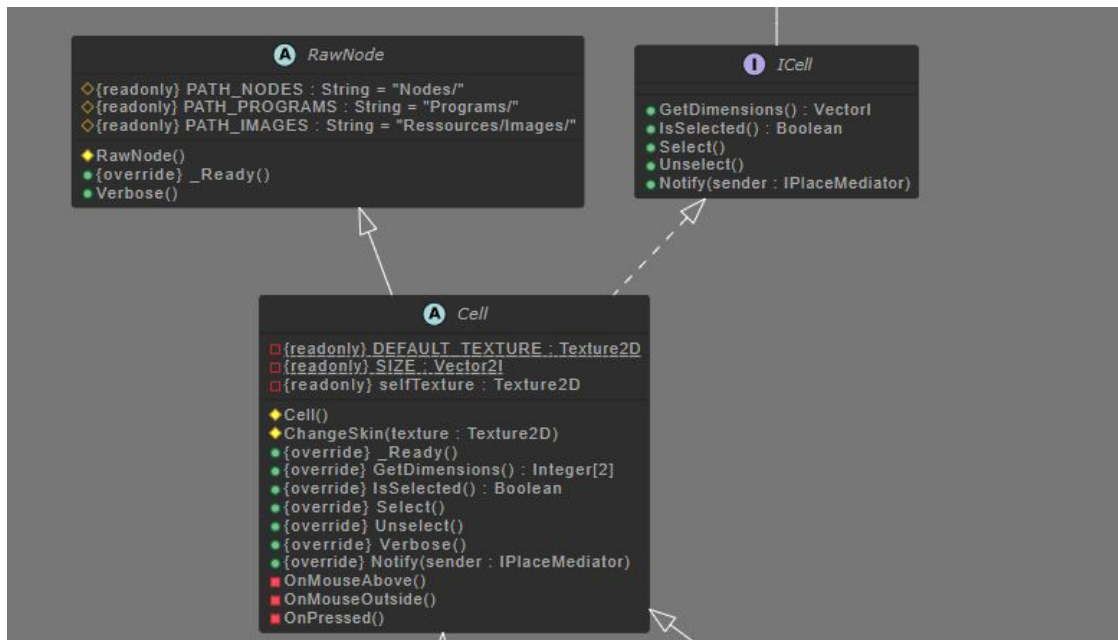 A RawNode
{readonly} PATH_NODES : String = "Nodes/"
{readonly} PATH_PROGRAMS : String = "Programs/"
{readonly} PATH_IMAGES : String = "Ressources/Images/"
RawNode()
{override} _Ready()
Verbose()
I ICell
GetDimensions() : VectorI
IsSelected() : Boolean
Select()
Unselect()
Notify(sender : IPlaceMediator)
A Cell
{readonly} DEFAULT_TEXTURE : Texture2D
{readonly} SIZE : Vector2I
{readonly} selfTexture : Texture2D
Cell()
ChangeSkin(texture : Texture2D)
{override} _Ready()
{override} GetDimensions() : Integer[2]
{override} IsSelected() : Boolean
{override} Select()
{override} Unselect()
{override} Verbose()
{override} Notify(sender : IPlaceMediator)
OnMouseAbove()
OnMouseOutside()
OnPressed()